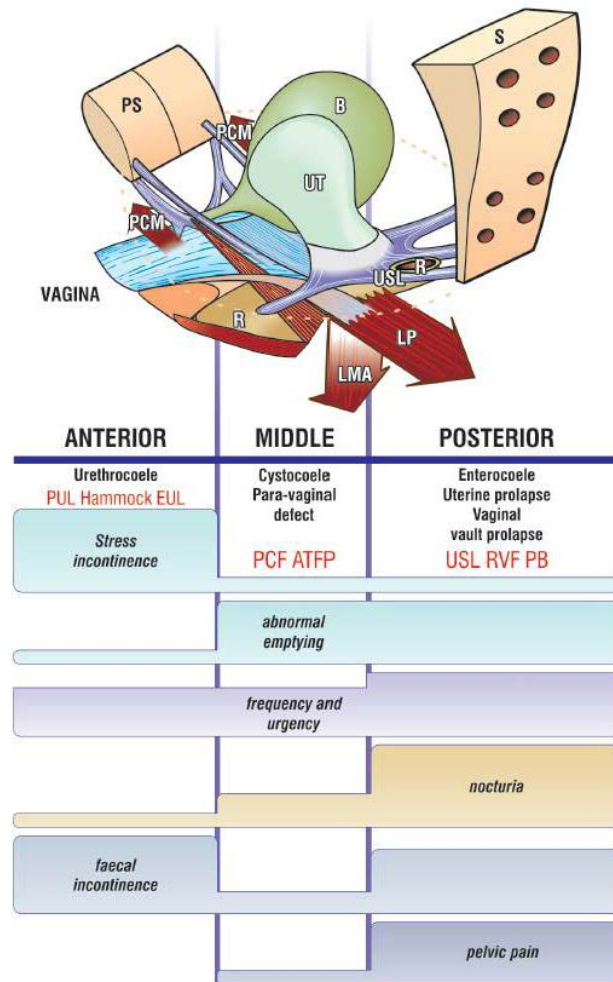 S
PS
B
PCM
UT
PCM
R
USL
VAGINA
R
LP
LMA
ANTERIOR
MIDDLE
POSTERIOR
Urethrocoele
PUL Hammock EUL
Cystocoele
Para-vaginal
defect
PCF ATFP
Enterocoele
Uterine prolapse
Vaginal
vault prolapse
USL RVF PB
Stress
incontinence
abnormal
emptying
frequency and
urgency
nocturia
faecal
incontinence
pelvic pain